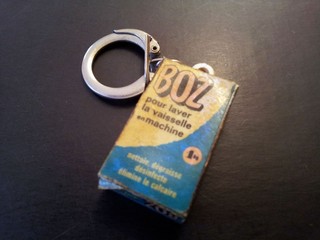 BOZ
pour laver
la vaisselle
en machine
nettoie dégraisse
désinfecte
élimine le calcaire